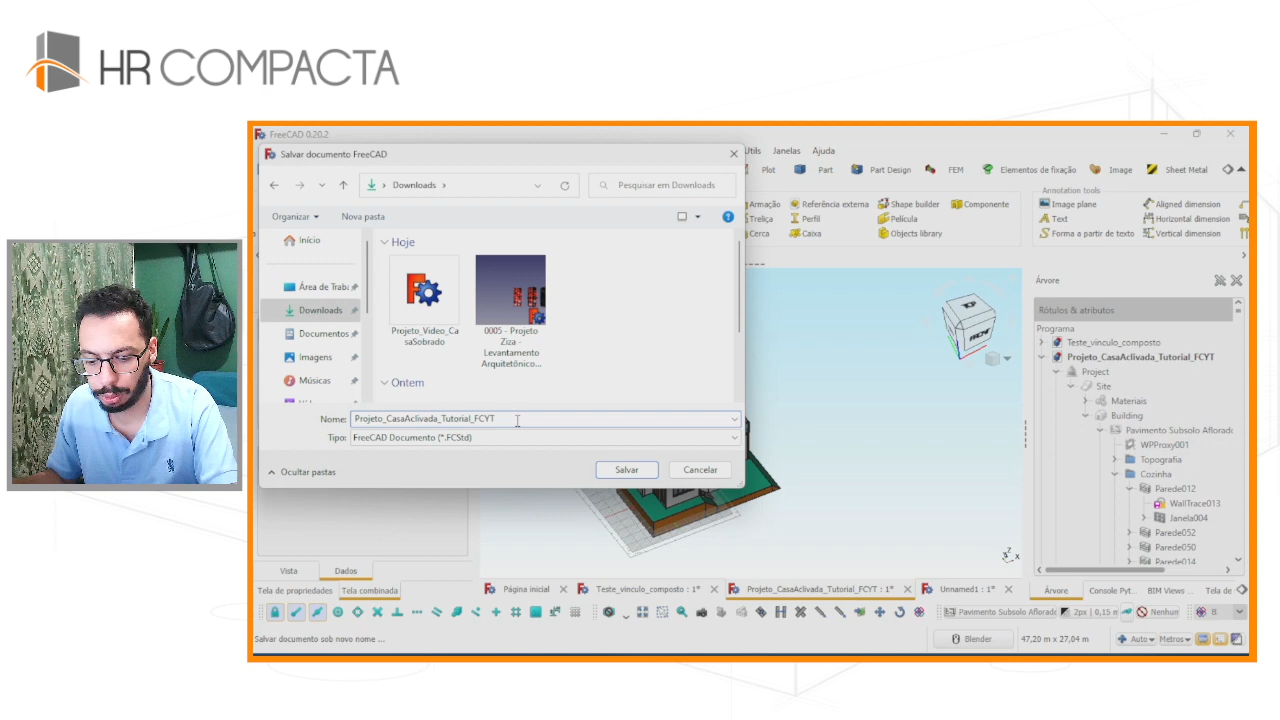 HR COMPACTA
FreeCAD 0.20.2
Salvar documento FreeCAD
Utils Janelas Ajuda
Plot Part Part Design FEM Elementos de fixação Image Sheet Metal
Downloads
Pesquisar em Downloads
Organizar Nova pasta
Armação Referência externa Shape builder Componente
Treliça Perfil Película
Cerca Caixa Objects library
Annotation tools
Image plane Aligned dimension
Text Horizontal dimension
Forma a partir de texto Vertical dimension
Início
Área de Traba
Downloads
Documentos
Imagens
Músicas
Hoje
Projeto_Video_Ca
saSobrado
0005 - Projeto
Ziza -
Levantamento
Arquitetônico...
Ontem
Nome: Projeto_CasaAclivada_Tutorial_FCYT
Tipo: FreeCAD Documento (*.FCStd)
Ocultar pastas
Salvar Cancelar
Árvore
Rótulos & atributos
Programa
Teste_vinculo_composto
Projeto_CasaAclivada_Tutorial_FCYT
Project
Site
Materiais
Building
Pavimento Subsolo Aflorado
WPProxy001
Topografia
Cozinha
Parede012
WallTrace013
Janela004
Parede052
Parede050
Parede014
Z
X
Vista Dados
Tela de propriedades Tela combinada
Página inicial Teste_vinculo_composto : 1* Projeto_CasaAclivada_Tutorial_FCYT : 1* Unnamed1 : 1*
Árvore Console Pyt... BIM Views ... Tela de
Pavimento Subsolo Aflorado 2px | 0,15 m Nenhum B
Salvar documento sob novo nome ...
Blender 47,20 m x 27,04 m Auto Metros